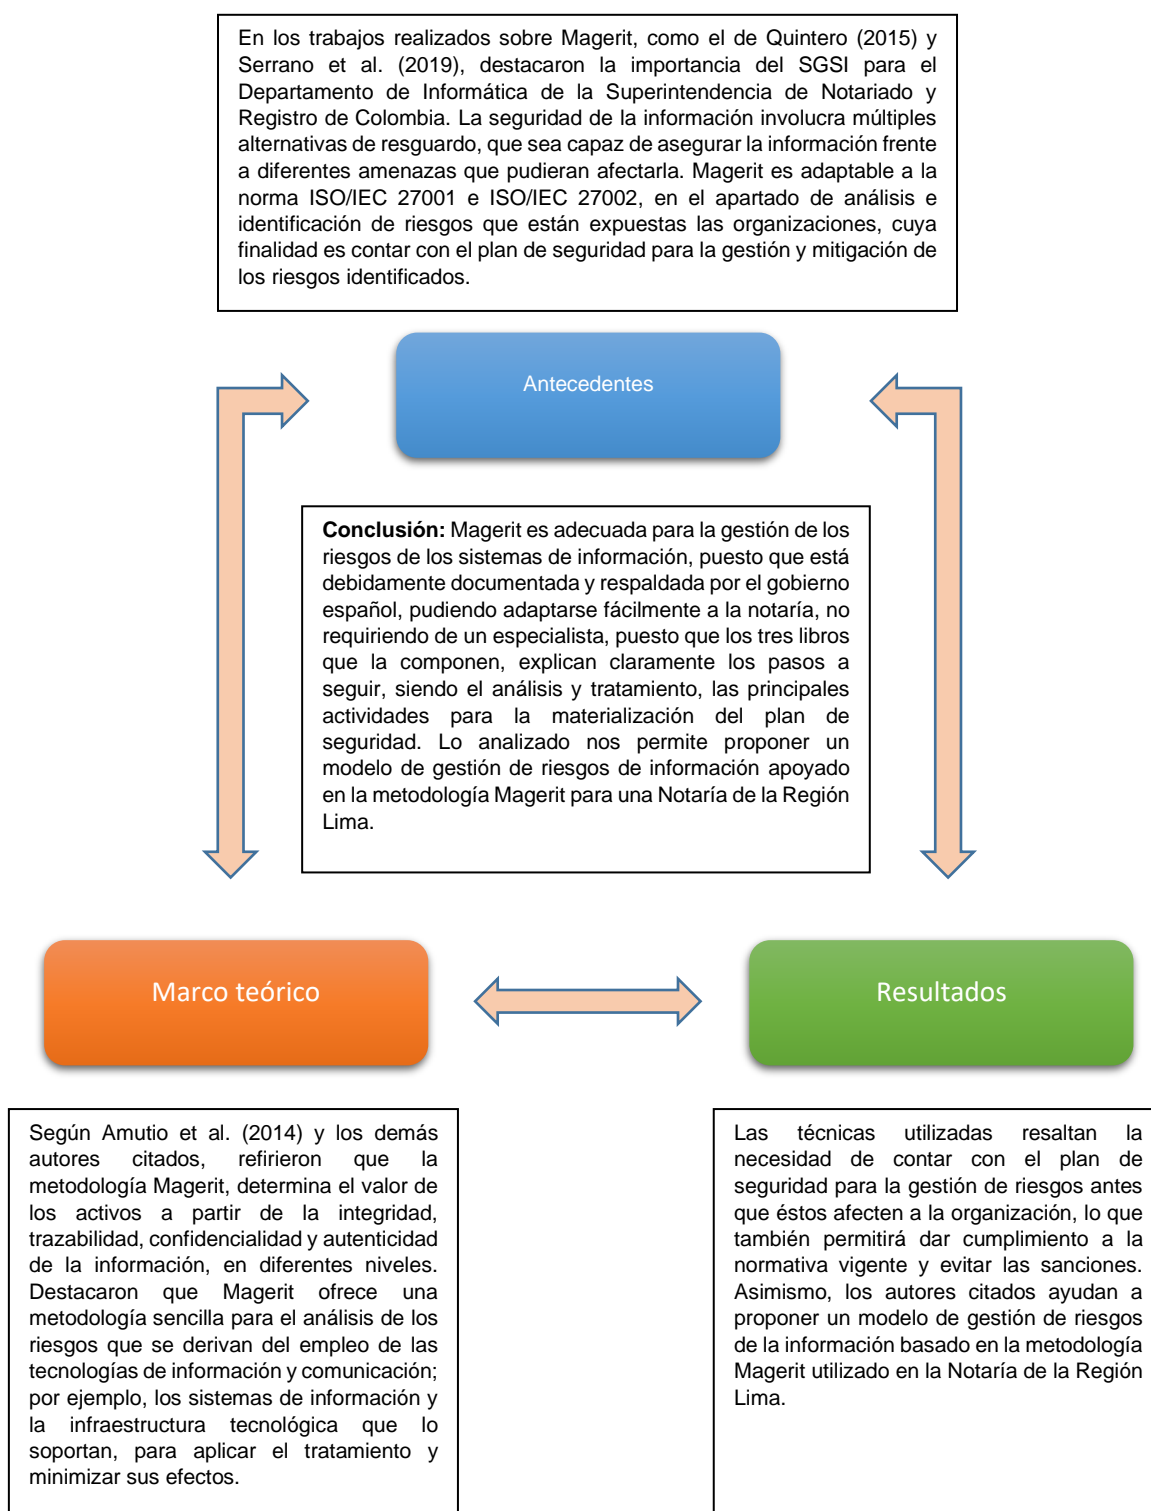 En los trabajos realizados sobre Magerit, como el de Quintero (2015) y
Serrano et al. (2019), destacaron la importancia del SGSI para el
Departamento de Informática de la Superintendencia de Notariado y
Registro de Colombia. La seguridad de la información involucra múltiples
alternativas de resguardo, que sea capaz de asegurar la información frente
a diferentes amenazas que pudieran afectarla. Magerit es adaptable a la
norma ISO/IEC 27001 e ISO/IEC 27002, en el apartado de análisis e
identificación de riesgos que están expuestas las organizaciones, cuya
finalidad es contar con el plan de seguridad para la gestión y mitigación de
los riesgos identificados.
Antecedentes
Conclusión: Magerit es adecuada para la gestión de los
riesgos de los sistemas de información, puesto que está
debidamente documentada y respaldada por el gobierno
español, pudiendo adaptarse fácilmente a la notaría, no
requiriendo de un especialista, puesto que los tres libros
que la componen, explican claramente los pasos a
seguir, siendo el análisis y tratamiento, las principales
actividades para la materialización del plan de
seguridad. Lo analizado nos permite proponer un
modelo de gestión de riesgos de información apoyado
en la metodología Magerit para una Notaría de la Región
Lima.
Marco teórico
Resultados
Según Amutio et al. (2014) y los demás
autores citados, refirieron que la
metodología Magerit, determina el valor de
los activos a partir de la integridad,
trazabilidad, confidencialidad y autenticidad
de la información, en diferentes niveles.
Destacaron que Magerit ofrece una
metodología sencilla para el análisis de los
riesgos que se derivan del empleo de las
tecnologías de información y comunicación;
por ejemplo, los sistemas de información y
la infraestructura tecnológica que lo
soportan, para aplicar el tratamiento y
minimizar sus efectos.
Las técnicas utilizadas resaltan la
necesidad de contar con el plan de
seguridad para la gestión de riesgos antes
que éstos afecten a la organización, lo que
también permitirá dar cumplimiento a la
normativa vigente y evitar las sanciones.
Asimismo, los autores citados ayudan a
proponer un modelo de gestión de riesgos
de la información basado en la metodología
Magerit utilizado en la Notaría de la Región
Lima.